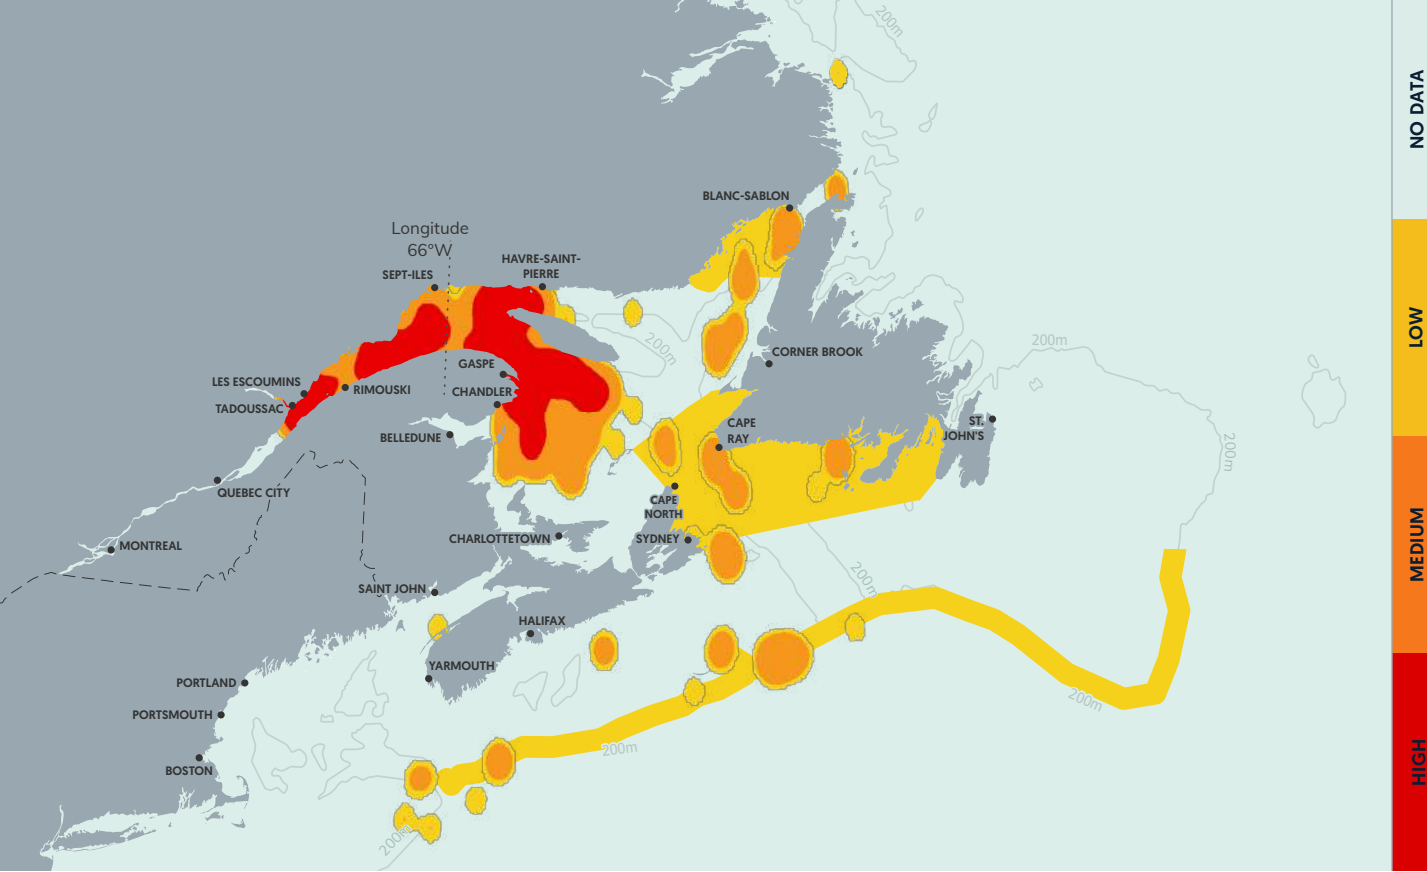 200m
NO DATA
BLANC-SABLON
Longitude
66°W
HAVRE-SAINT-
PIERRE
SEPT-ILES
LOW
200m
200m
CORNER BROOK
GASPE
LES ESCOUMINS
RIMOUSKI
CHANDLER
TADOUSSAC
CAPE
RAY
ST.
JOHN'S
BELLEDUNE
200m
QUEBEC CITY
CAPE
NORTH
MEDIUM
MONTREAL
CHARLOTTETOWN
SYDNEY
200m
SAINT JOHN
HALIFAX
YARMOUTH
PORTLAND
200m
PORTSMOUTH
200m
HIGH
BOSTON
200m